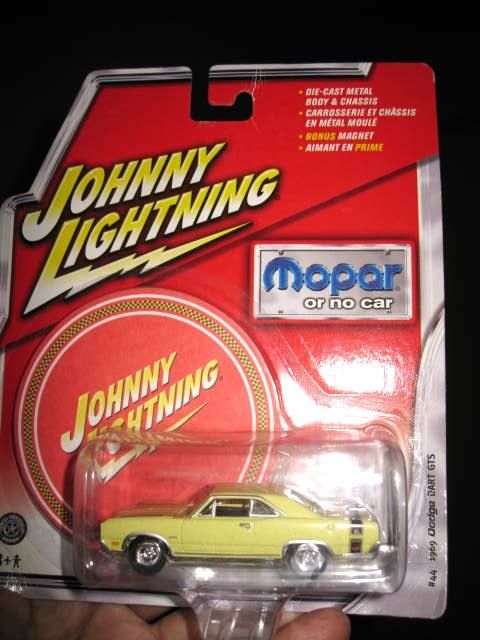 • DIE-CAST METAL
BODY & CHASSIS
• CARROSSERIE ET CHÂSSIS
EN MÉTAL MOULÉ
• BONUS MAGNET
• AIMANT EN PRIME
JOHNNY
LIGHTNING
Mopar
or no car
JOHNNY
LIGHTNING
#44 1969 Dodge DART GTS